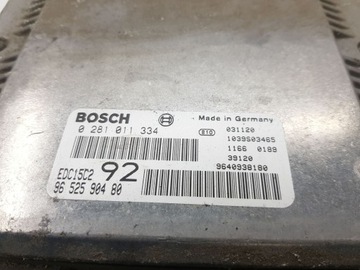 BOSCH
Made in Germany
0 281 011 334
S10
031120
1039S03465
1166 0189
39120
EDC15C2 92
9640938180
96 525 904 80